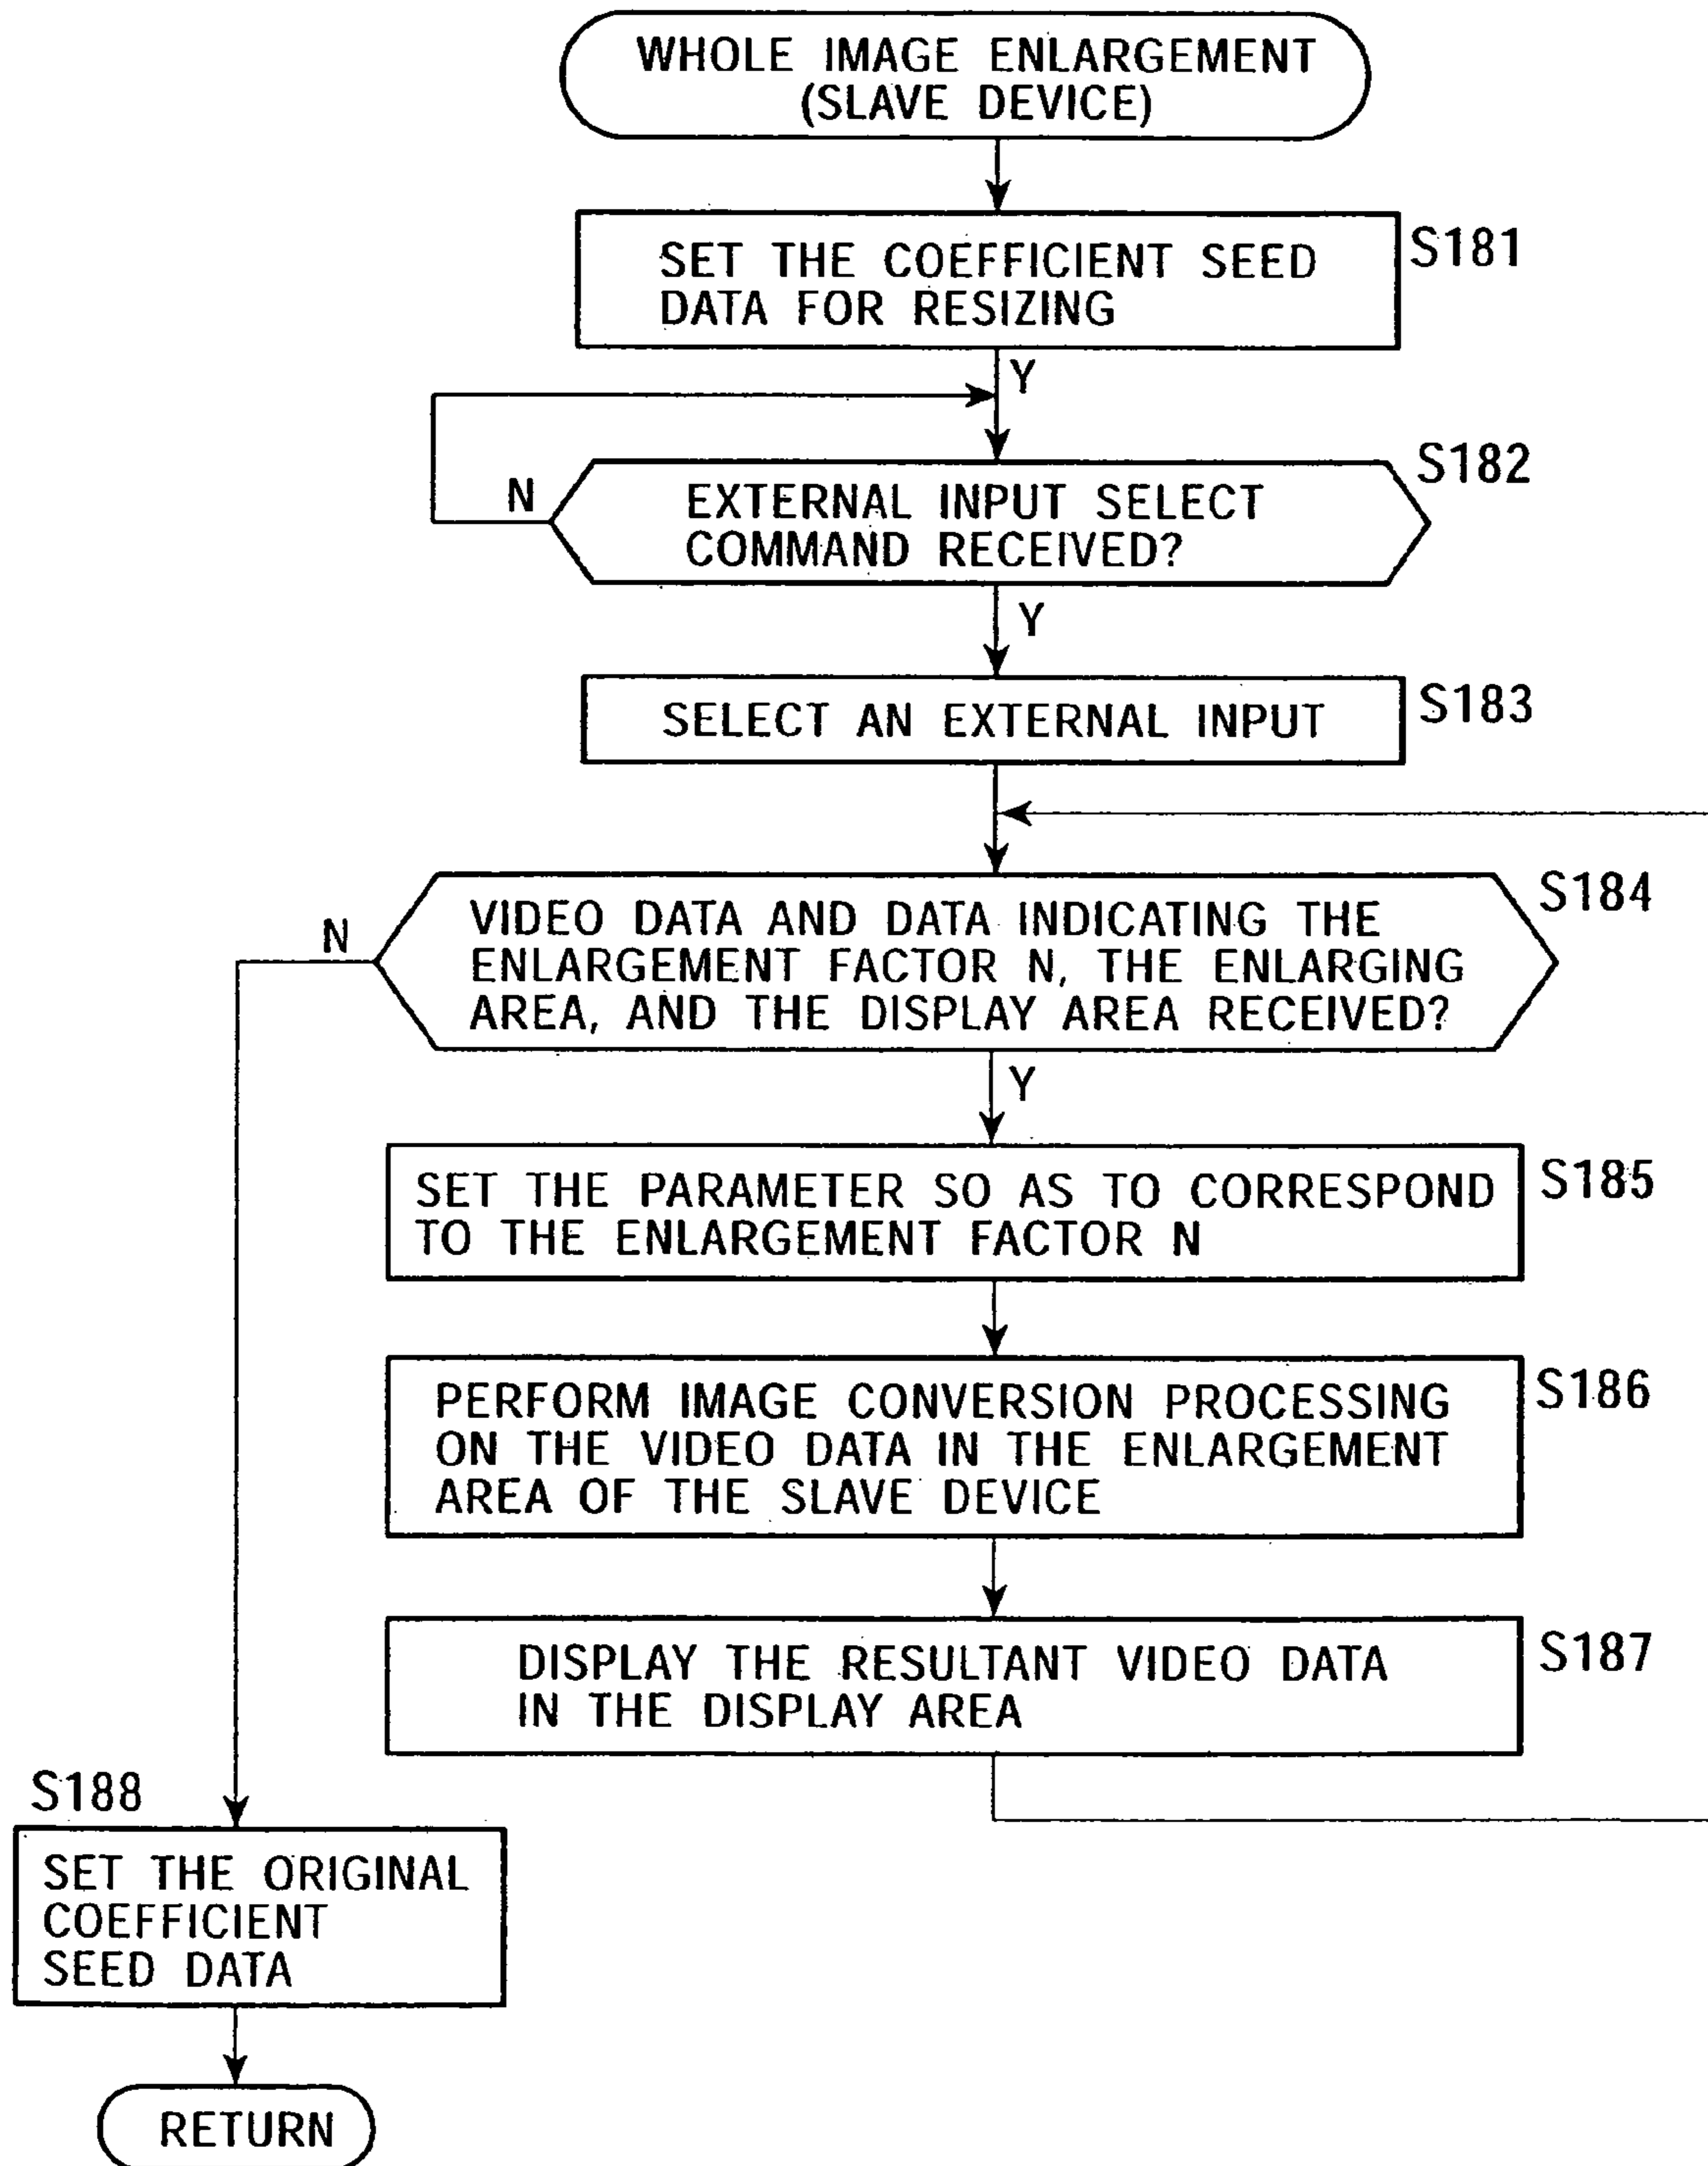 WHOLE IMAGE ENLARGEMENT
(SLAVE DEVICE)
SET THE COEFFICIENT SEED
DATA FOR RESIZING
S181
Y
N
EXTERNAL INPUT SELECT
COMMAND RECEIVED?
S182
Y
SELECT AN EXTERNAL INPUT
S183
N
VIDEO DATA AND DATA INDICATING THE
ENLARGEMENT FACTOR N, THE ENLARGING
AREA, AND THE DISPLAY AREA RECEIVED?
S184
Y
SET THE PARAMETER SO AS TO CORRESPOND
TO THE ENLARGEMENT FACTOR N
S185
PERFORM IMAGE CONVERSION PROCESSING
ON THE VIDEO DATA IN THE ENLARGEMENT
AREA OF THE SLAVE DEVICE
S186
DISPLAY THE RESULTANT VIDEO DATA
IN THE DISPLAY AREA
S187
S188
SET THE ORIGINAL
COEFFICIENT
SEED DATA
RETURN